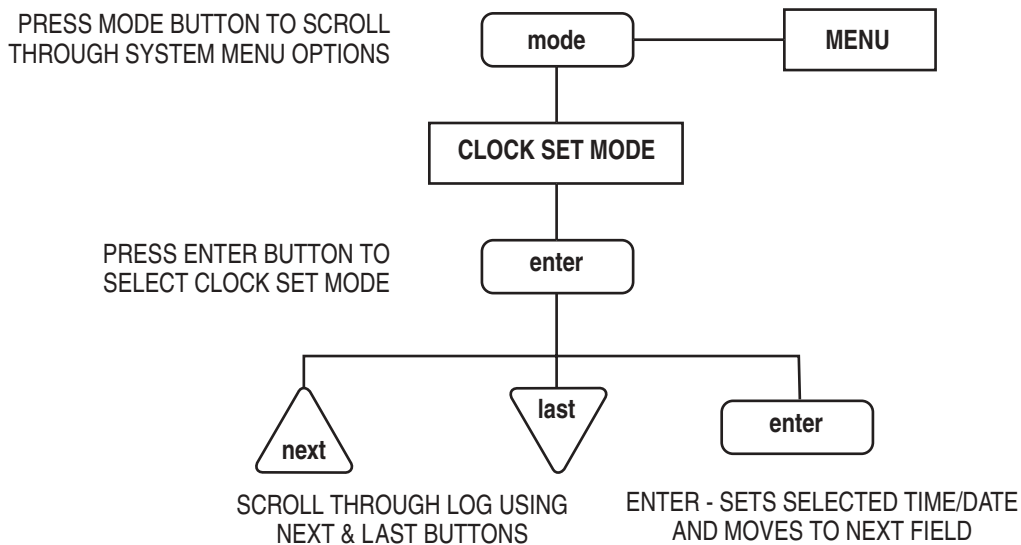 PRESS MODE BUTTON TO SCROLL
THROUGH SYSTEM MENU OPTIONS
mode
MENU
CLOCK SET MODE
PRESS ENTER BUTTON TO
SELECT CLOCK SET MODE
enter
next
last
enter
SCROLL THROUGH LOG USING
NEXT & LAST BUTTONS
ENTER - SETS SELECTED TIME/DATE
AND MOVES TO NEXT FIELD